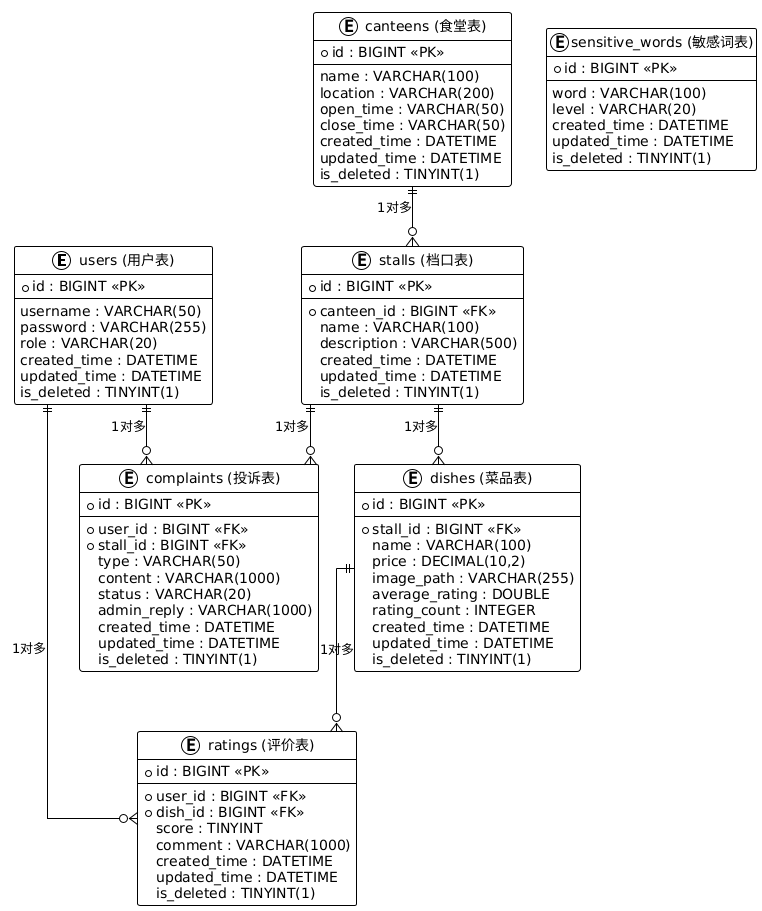 E canteens (食堂表)
id : BIGINT «PK»
name : VARCHAR(100)
location : VARCHAR(200)
open_time : VARCHAR(50)
close_time : VARCHAR(50)
created_time : DATETIME
updated_time : DATETIME
is_deleted : TINYINT(1)
E sensitive_words (敏感词表)
id : BIGINT «PK»
word : VARCHAR(100)
level : VARCHAR(20)
created_time : DATETIME
updated_time : DATETIME
is_deleted : TINYINT(1)
1对多
E users (用户表)
id : BIGINT «PK»
username : VARCHAR(50)
password : VARCHAR(255)
role : VARCHAR(20)
created_time : DATETIME
updated_time : DATETIME
is_deleted : TINYINT(1)
E stalls (档口表)
id : BIGINT «PK»
canteen_id : BIGINT «FK»
name : VARCHAR(100)
description : VARCHAR(500)
created_time : DATETIME
updated_time : DATETIME
is_deleted : TINYINT(1)
1对多
1对多
1对多
E complaints (投诉表)
id : BIGINT «PK»
user_id : BIGINT «FK»
stall_id : BIGINT «FK»
type : VARCHAR(50)
content : VARCHAR(1000)
status : VARCHAR(20)
admin_reply : VARCHAR(1000)
created_time : DATETIME
updated_time : DATETIME
is_deleted : TINYINT(1)
E dishes (菜品表)
id : BIGINT «PK»
stall_id : BIGINT «FK»
name : VARCHAR(100)
price : DECIMAL(10,2)
image_path : VARCHAR(255)
average_rating : DOUBLE
rating_count : INTEGER
created_time : DATETIME
updated_time : DATETIME
is_deleted : TINYINT(1)
1对多
1对多
E ratings (评价表)
id : BIGINT «PK»
user_id : BIGINT «FK»
dish_id : BIGINT «FK»
score : TINYINT
comment : VARCHAR(1000)
created_time : DATETIME
updated_time : DATETIME
is_deleted : TINYINT(1)